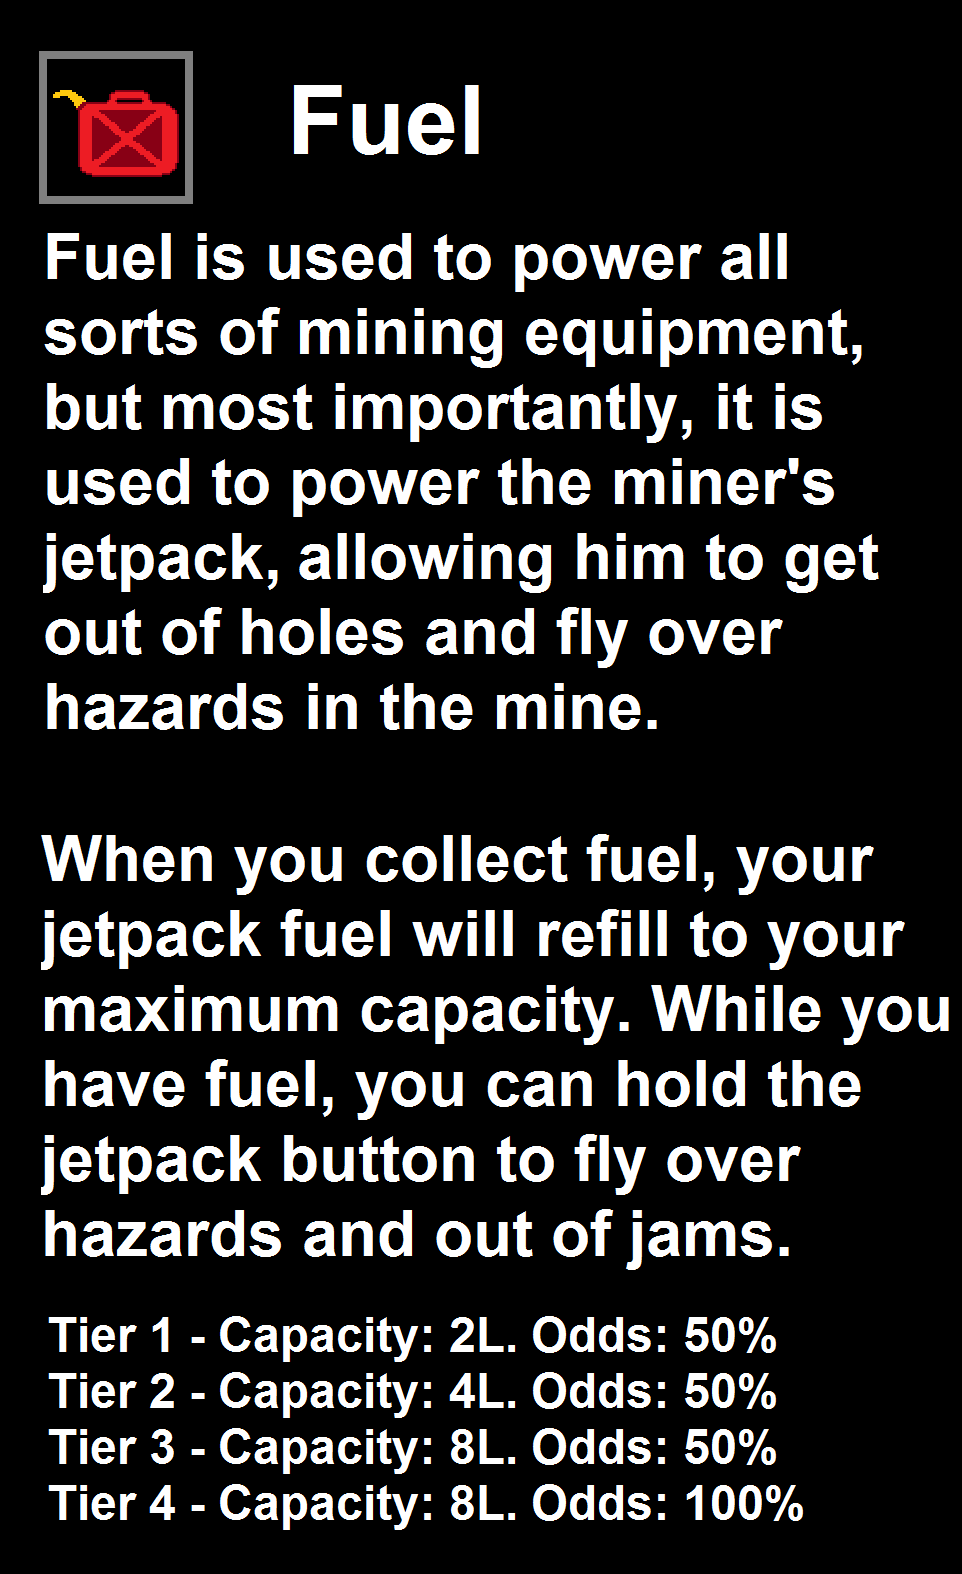 Fuel
Fuel is used to power all
sorts of mining equipment,
but most importantly, it is
used to power the miner's
jetpack, allowing him to get
out of holes and fly over
hazards in the mine.
When you collect fuel, your
jetpack fuel will refill to your
maximum capacity. While you
have fuel, you can hold the
jetpack button to fly over
hazards and out of jams.
Tier 1 - Capacity: 2L. Odds: 50%
Tier 2 - Capacity: 4L. Odds: 50%
Tier 3 - Capacity: 8L. Odds: 50%
Tier 4 - Capacity: 8L. Odds: 100%